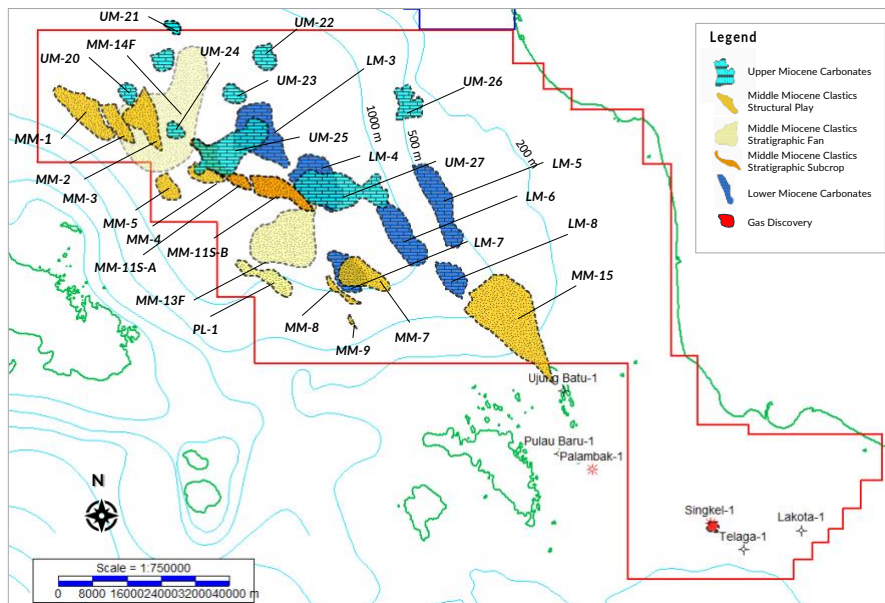 UM-21
UM-22
MM-14F
UM-24
UM-20
LM-3
UM-23
UM-26
MM-1
1000 m
500 m
200 m
UM-25
LM-4
UM-27
LM-5
MM-2
LM-6
MM-3
MM-5
MM-4
LM-8
MM-11S-B
LM-7
MM-11S-A
MM-15
MM-13F
PL-1
MM-8
MM-7
MM-9
Legend
Upper Miocene Carbonates
Middle Miocene Clastics
Structural Play
Middle Miocene Clastics
Stratigraphic Fan
Middle Miocene Clastics
Stratigraphic Subcrop
Lower Miocene Carbonates
Gas Discovery
Ujung Batu-1
Pulau Baru-1
Palambak-1
Singkel-1
Lakota-1
Telaga-1
N
Scale = 1:750000
0 8000 16000 24000 32000 40000 m